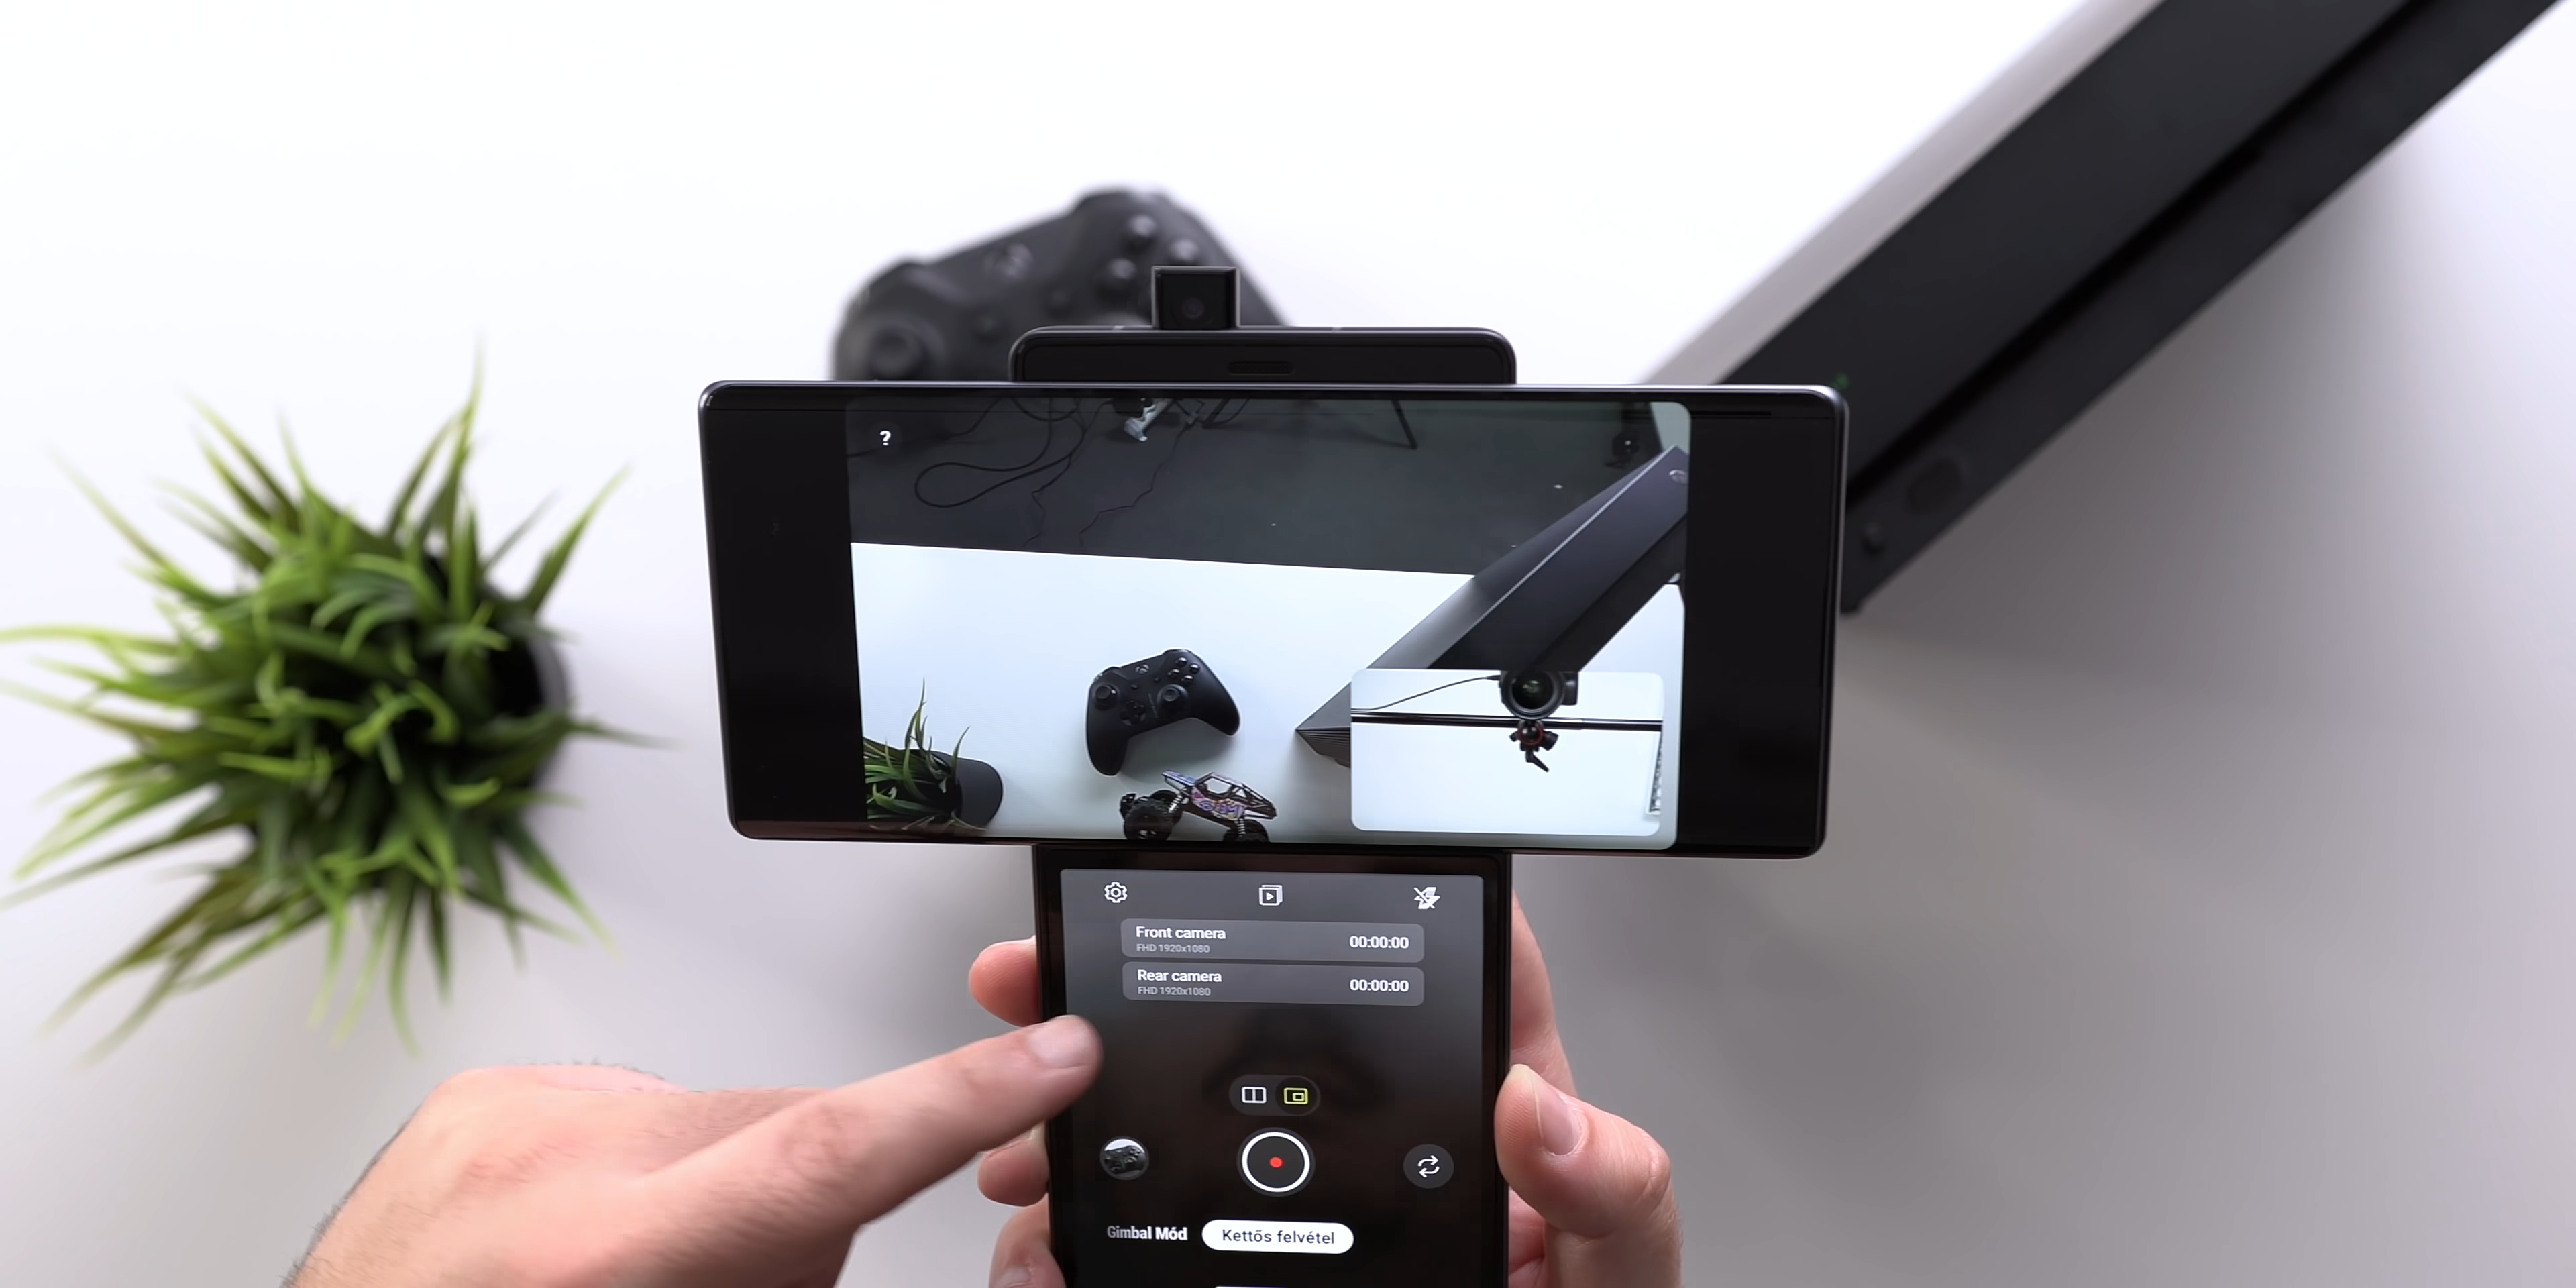 ?
Front camera
FHD 1920x1080
00:00:00
Rear camera
FHD 1920x1080
00:00:00
Gimbal Mód
Kettős felvétel